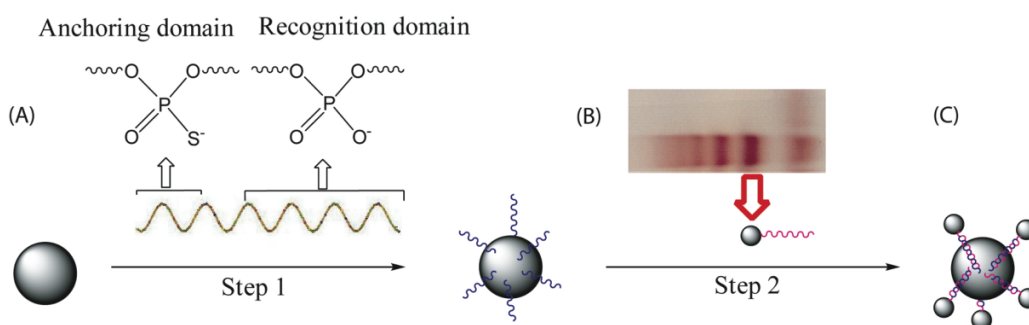 Anchoring domain
Recognition domain
(A)
O
O
P
O
S-
O
O
P
O
O-
(B)
(C)
Step 1
Step 2